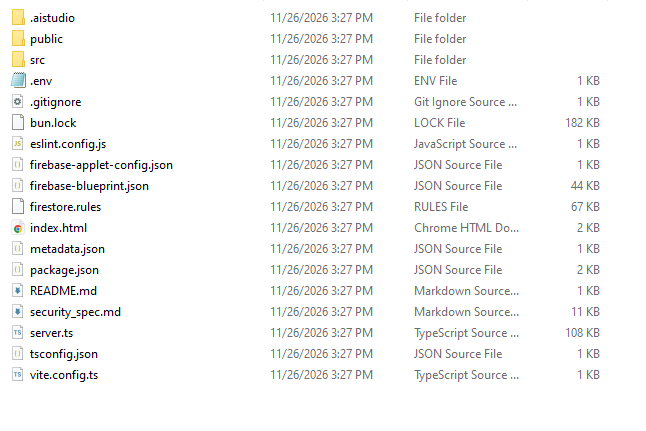 .aistudio 11/26/2026 3:27 PM File folder
public 11/26/2026 3:27 PM File folder
src 11/26/2026 3:27 PM File folder
.env 11/26/2026 3:27 PM ENV File 1 KB
.gitignore 11/26/2026 3:27 PM Git Ignore Source ... 1 KB
bun.lock 11/26/2026 3:27 PM LOCK File 182 KB
eslint.config.js 11/26/2026 3:27 PM JavaScript Source ... 1 KB
firebase-applet-config.json 11/26/2026 3:27 PM JSON Source File 1 KB
firebase-blueprint.json 11/26/2026 3:27 PM JSON Source File 44 KB
firestore.rules 11/26/2026 3:27 PM RULES File 67 KB
index.html 11/26/2026 3:27 PM Chrome HTML Do... 2 KB
metadata.json 11/26/2026 3:27 PM JSON Source File 1 KB
package.json 11/26/2026 3:27 PM JSON Source File 2 KB
README.md 11/26/2026 3:27 PM Markdown Source... 1 KB
security_spec.md 11/26/2026 3:27 PM Markdown Source... 11 KB
TS server.ts 11/26/2026 3:27 PM TypeScript Source ... 108 KB
tsconfig.json 11/26/2026 3:27 PM JSON Source File 1 KB
TS vite.config.ts 11/26/2026 3:27 PM TypeScript Source ... 1 KB